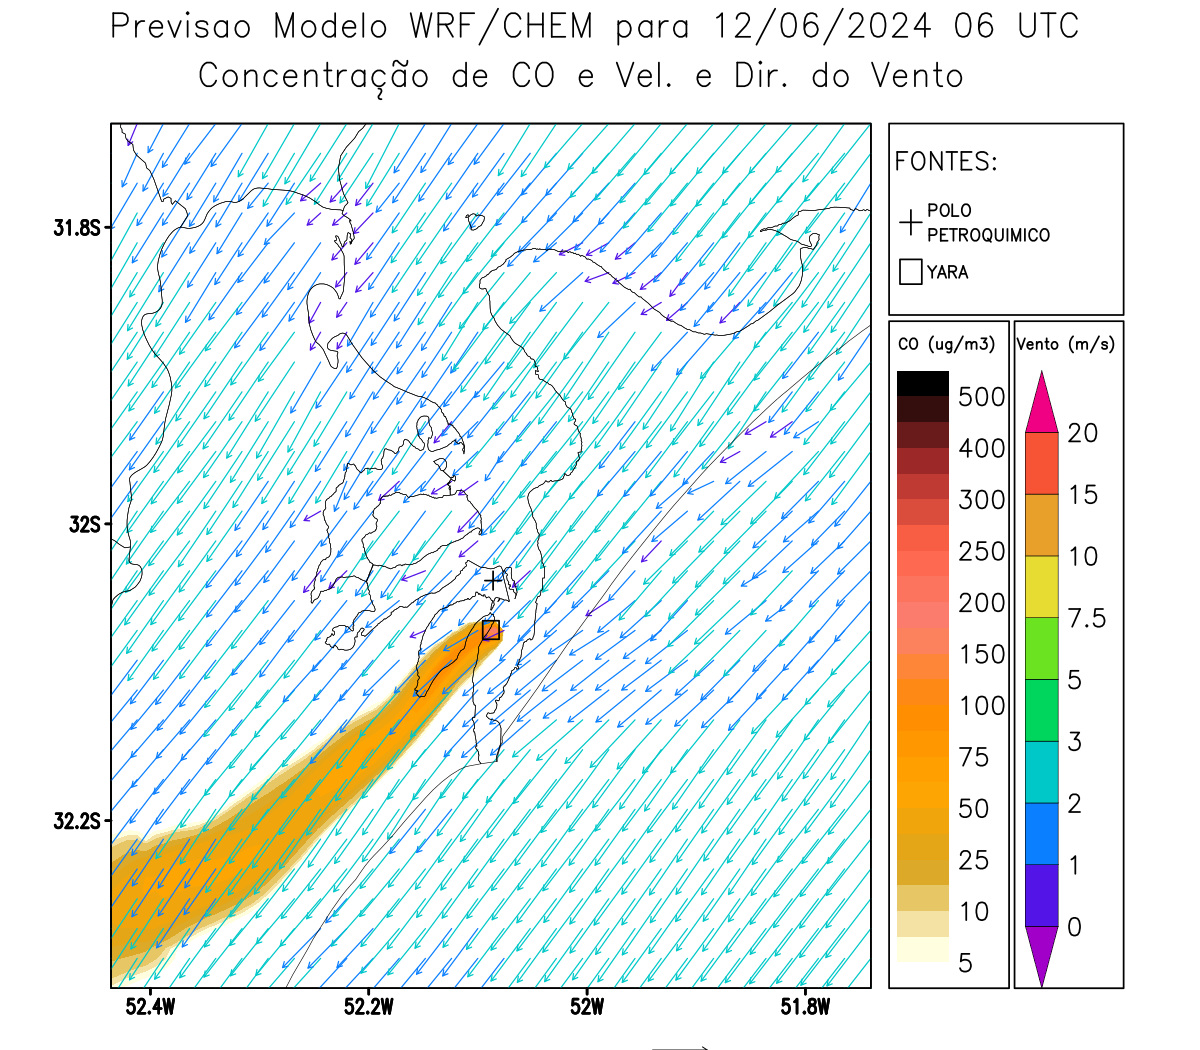 Previsao Modelo WRF/CHEM para 12/06/2024 06 UTC
Concentração de CO e Vel. e Dir. do Vento
FONTES:
POLO
PETROQUIMICO
YARA
CO (ug/m3)
500
400
300
250
200
150
100
75
50
25
10
5
Vento (m/s)
20
15
10
7.5
5
3
2
1
0
31.8S
32S
32.2S
52.4W
52.2W
52W
51.8W